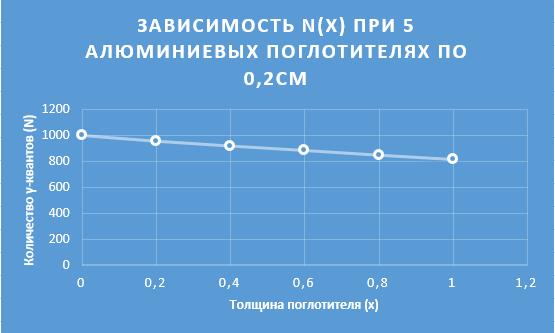 ЗАВИСИМОСТЬ N(X) ПРИ 5
АЛЮМИНИЕВЫХ ПОГЛОТИТЕЛЯХ ПО
0,2СМ
Количество γ-квантов (N)
1200
1000
800
600
400
200
0
0 0,2 0,4 0,6 0,8 1 1,2
Толщина поглотителя (x)